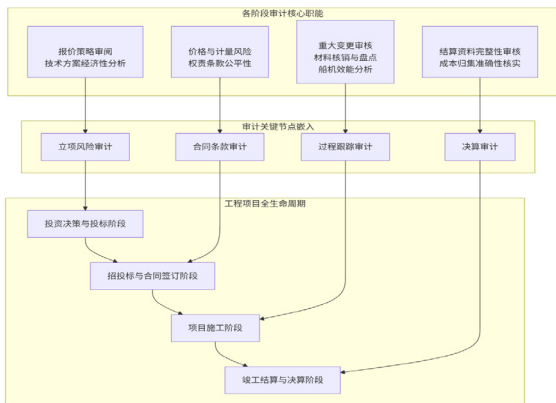 各阶段审计核心职能
报价策略审阅
技术方案经济性分析
价格与计量风险
权责条款公平性
重大变更审核
材料核销与盘点
船机效能分析
结算资料完整性审核
成本归集准确性核实
审计关键节点嵌入
立项风险审计
合同条款审计
过程跟踪审计
决算审计
工程项目全生命周期
投资决策与投标阶段
招投标与合同签订阶段
项目施工阶段
竣工结算与决算阶段